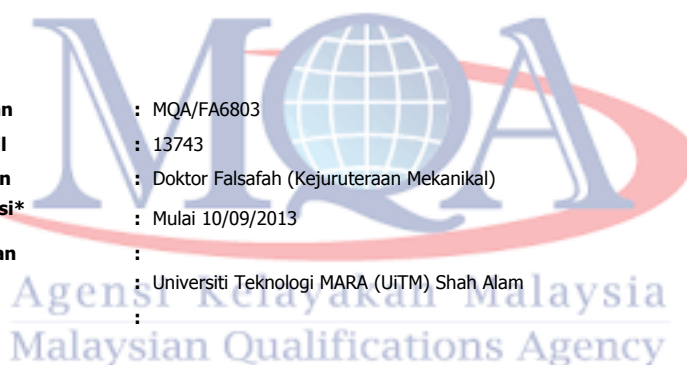 MQA
an : MQA/FA6803
l : 13743
n : Doktor Falsafah (Kejuruteraan Mekanikal)
si* : Mulai 10/09/2013
an :
: Universiti Teknologi MARA (UiTM) Shah Alam
:
Agensi Kelayakan Malaysia
Malaysian Qualifications Agency